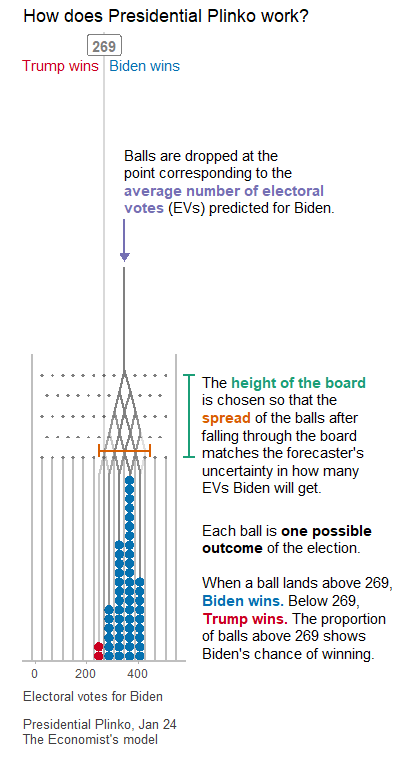 How does Presidential Plinko work?
269
Trump wins Biden wins
Balls are dropped at the
point corresponding to the
average number of electoral
votes (EVs) predicted for Biden.
The height of the board
is chosen so that the
spread of the balls after
falling through the board
matches the forecaster's
uncertainty in how many
EVs Biden will get.
Each ball is one possible
outcome of the election.
When a ball lands above 269,
Biden wins. Below 269,
Trump wins. The proportion
of balls above 269 shows
Biden's chance of winning.
0 200 400
Electoral votes for Biden
Presidential Plinko, Jan 24
The Economist's model